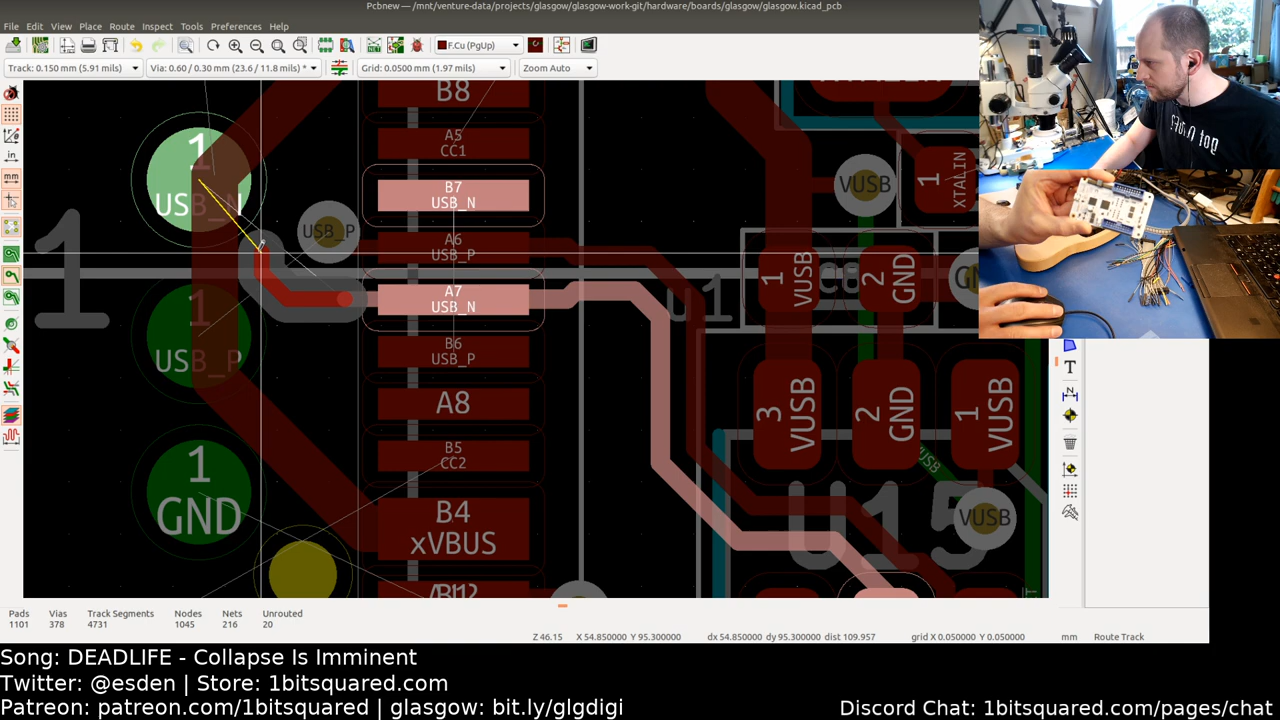 Pcbnew — /mnt/venture-data/projects/glasgow/glasgow-work-git/hardware/boards/glasgow/glasgow.kicad_pcb
File Edit View Place Route Inspect Tools Preferences Help
F.Cu (PgUp)
Track: 0.150 mm (5.91 mils) Via: 0.60 / 0.30 mm (23.6 / 11.8 mils) * Grid: 0.0500 mm (1.97 mils) Zoom Auto
in
mm
B8
A5
CC1
1
USB_N
B7
USB_N
USB_P
A6
USB_P
1
A7
USB_N
1
USB_P
B6
USB_P
A8
B5
CC2
1
GND
B4
xVBUS
VUSB
1
XTALIN
1
VUSB
C8
2
GND
U1
3
VUSB
2
GND
1
VUSB
VUSB
U15
VUSB
T
Pads
1101
Vias
378
Track Segments
4731
Nodes
1045
Nets
216
Unrouted
20
Z 46.15 X 54.850000 Y 95.300000 dx 54.850000 dy 95.300000 dist 109.957 grid X 0.050000 Y 0.050000 mm Route Track
Song: DEADLIFE - Collapse Is Imminent
Twitter: @esden | Store: 1bitsquared.com
Patreon: patreon.com/1bitsquared | glasgow: bit.ly/glgdigi
Discord Chat: 1bitsquared.com/pages/chat